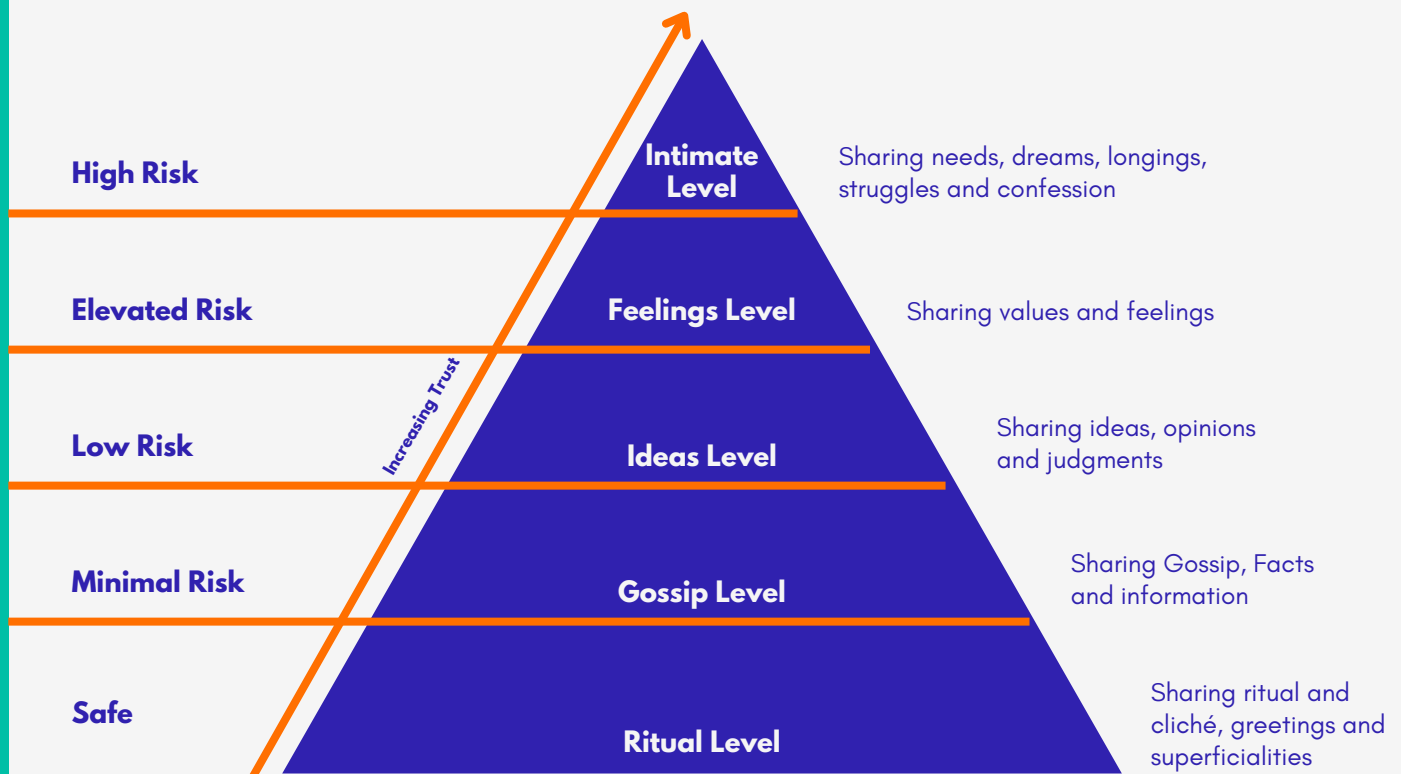 High Risk
Intimate
Level
Sharing needs, dreams, longings,
struggles and confession
Elevated Risk
Feelings Level
Sharing values and feelings
Increasing Trust
Low Risk
Ideas Level
Sharing ideas, opinions
and judgments
Minimal Risk
Gossip Level
Sharing Gossip, Facts
and information
Safe
Ritual Level
Sharing ritual and
cliché, greetings and
superficialities